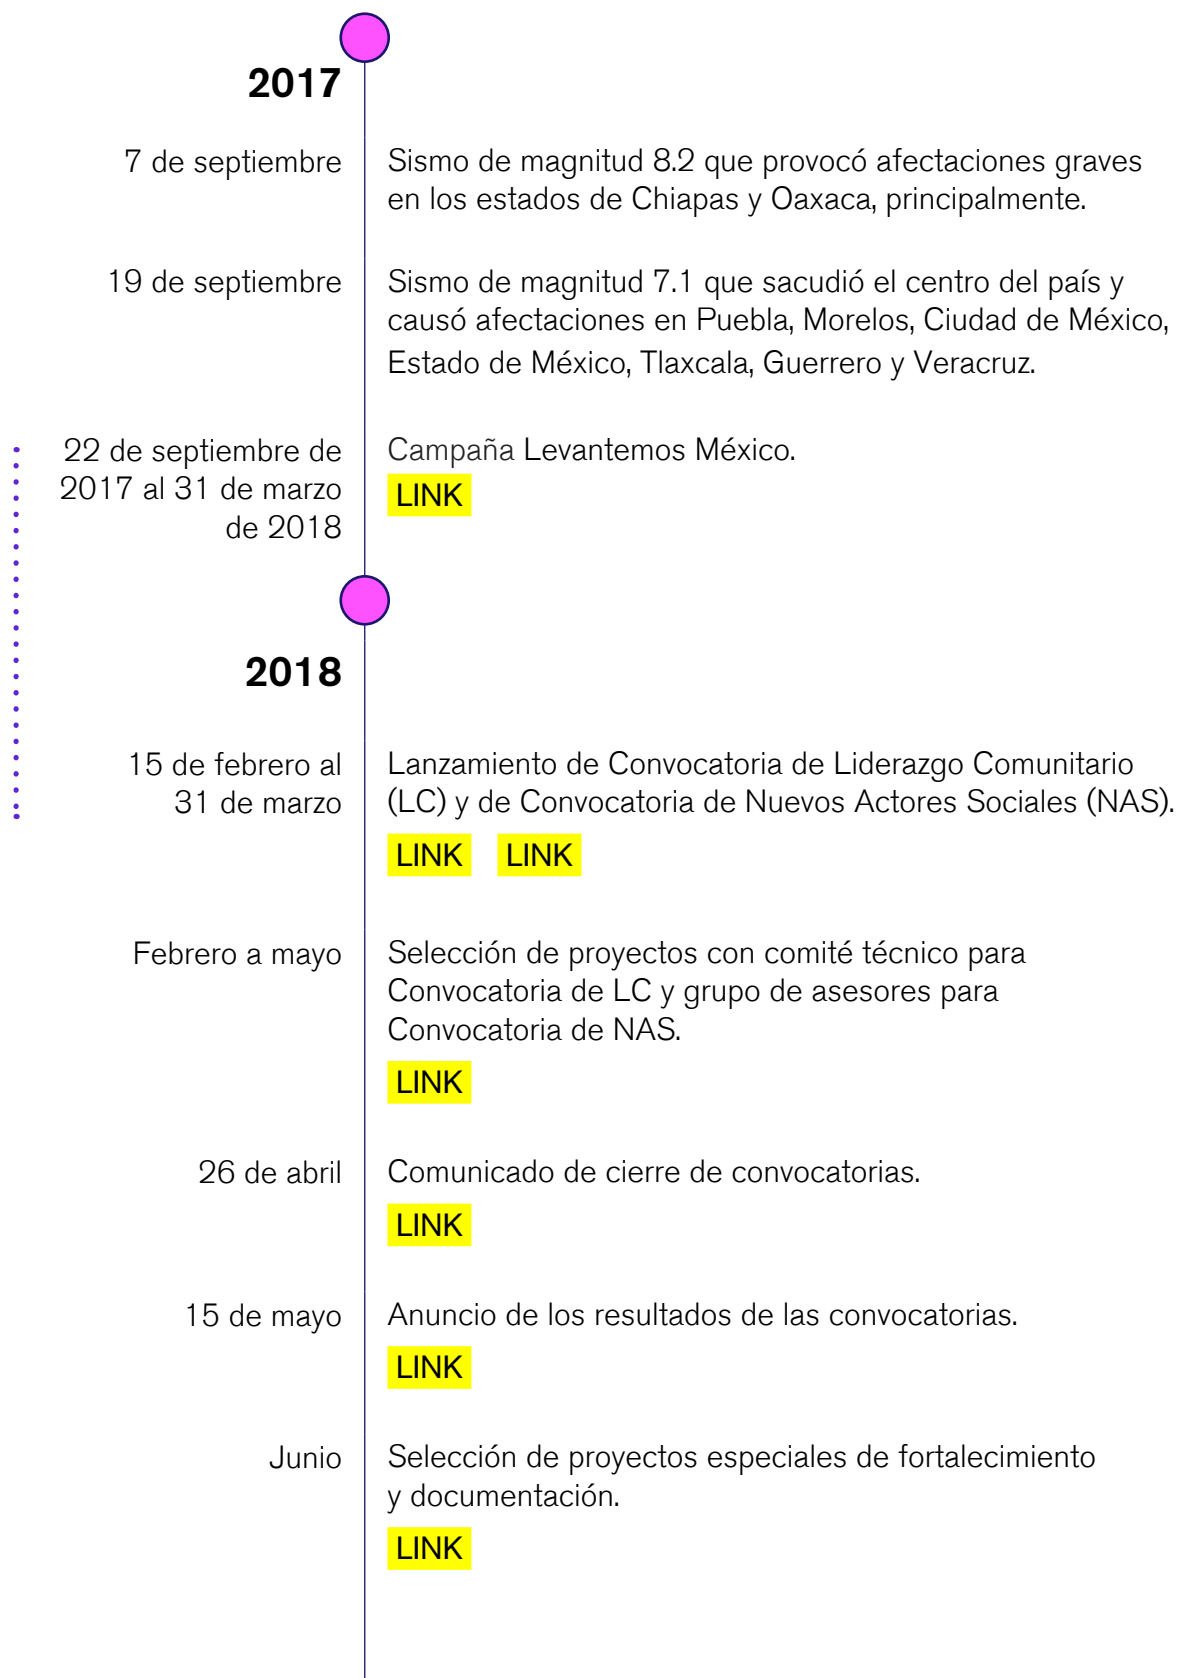 2017
7 de septiembre
Sismo de magnitud 8.2 que provocó afectaciones graves
en los estados de Chiapas y Oaxaca, principalmente.
19 de septiembre
Sismo de magnitud 7.1 que sacudió el centro del país y
causó afectaciones en Puebla, Morelos, Ciudad de México,
Estado de México, Tlaxcala, Guerrero y Veracruz.
22 de septiembre de
2017 al 31 de marzo
de 2018
Campaña Levantemos México.
LINK
2018
15 de febrero al
31 de marzo
Lanzamiento de Convocatoria de Liderazgo Comunitario
(LC) y de Convocatoria de Nuevos Actores Sociales (NAS).
LINK LINK
Febrero a mayo
Selección de proyectos con comité técnico para
Convocatoria de LC y grupo de asesores para
Convocatoria de NAS.
LINK
26 de abril
Comunicado de cierre de convocatorias.
LINK
15 de mayo
Anuncio de los resultados de las convocatorias.
LINK
Junio
Selección de proyectos especiales de fortalecimiento
y documentación.
LINK